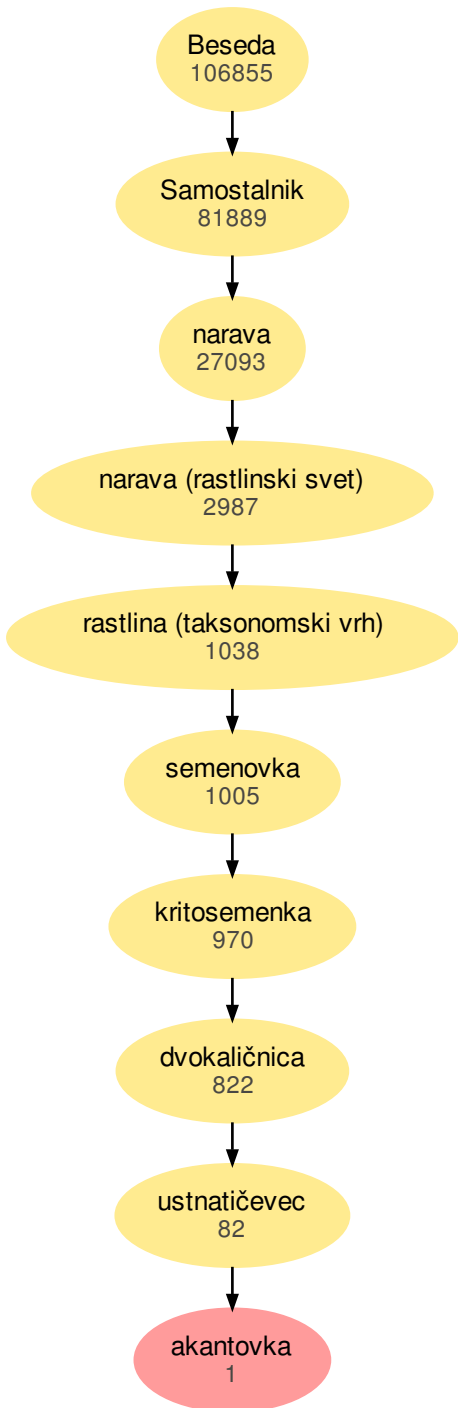 Beseda
106855
Samostalnik
81889
narava
27093
narava (rastlinski svet)
2987
rastlina (taksonomski vrh)
1038
semenovka
1005
kritosemenka
970
dvokaličnica
822
ustnatičevec
82
akantovka
1